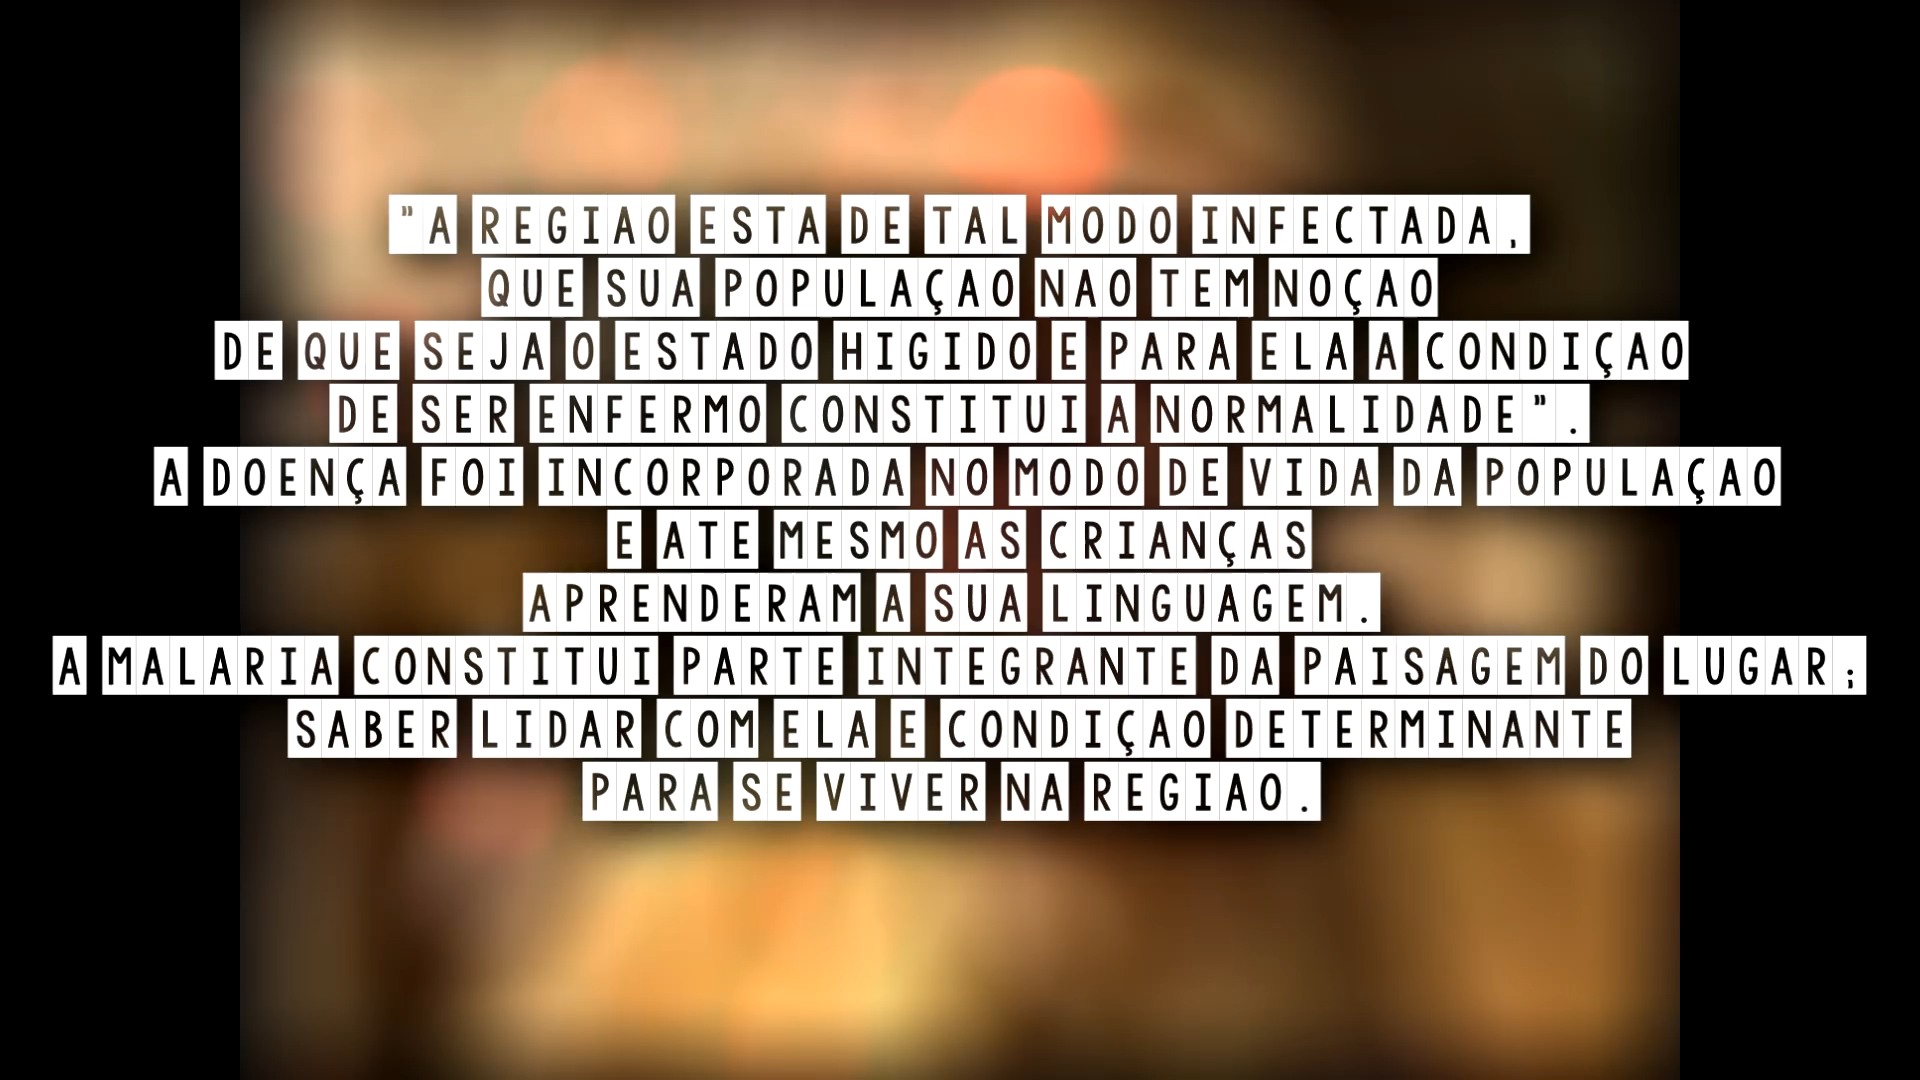 "A REGIAO ESTA DE TAL MODO INFECTADA,
QUE SUA POPULAÇAO NAO TEM NOÇAO
DE QUE SEJA O ESTADO HIGIDO E PARA ELA A CONDIÇAO
DE SER ENFERMO CONSTITUI A NORMALIDADE".
A DOENÇA FOI INCORPORADA NO MODO DE VIDA DA POPULAÇAO
E ATE MESMO AS CRIANÇAS
APRENDERAM A SUA LINGUAGEM.
A MALARIA CONSTITUI PARTE INTEGRANTE DA PAISAGEM DO LUGAR;
SABER LIDAR COM ELA E CONDIÇAO DETERMINANTE
PARA SE VIVER NA REGIAO.